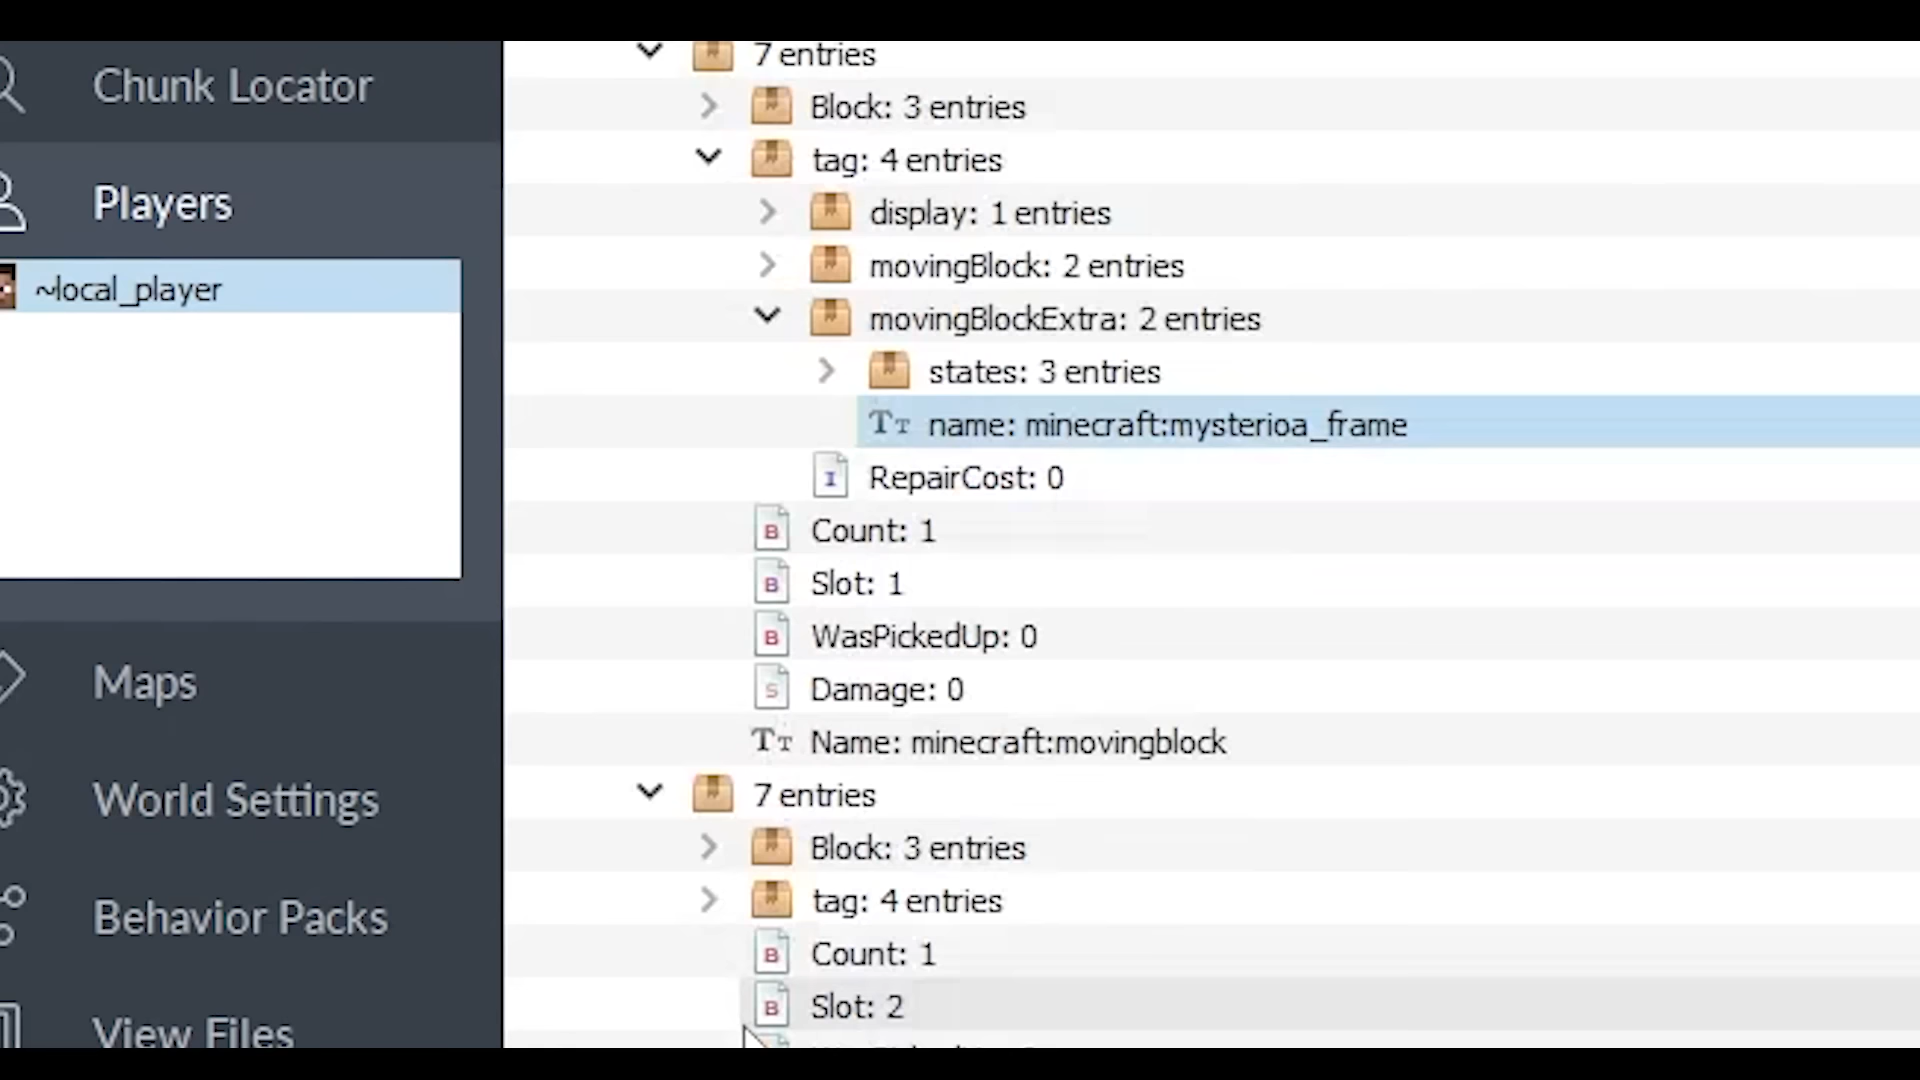 Chunk Locator
Players
~local_player
Maps
World Settings
Behavior Packs
View Files
7 entries
Block: 3 entries
tag: 4 entries
display: 1 entries
movingBlock: 2 entries
movingBlockExtra: 2 entries
states: 3 entries
name: minecraft:mysterioa_frame
RepairCost: 0
Count: 1
Slot: 1
WasPickedUp: 0
Damage: 0
Name: minecraft:movingblock
7 entries
Block: 3 entries
tag: 4 entries
Count: 1
Slot: 2